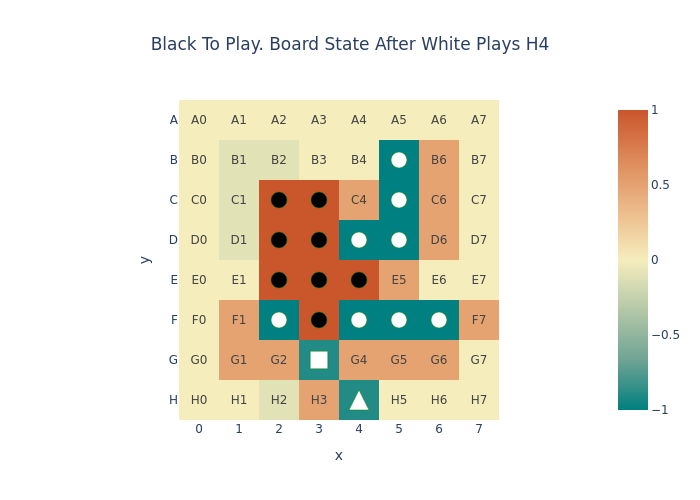 Black To Play. Board State After White Plays H4
A A0 A1 A2 A3 A4 A5 A6 A7 1
B B0 B1 B2 B3 B4 B6 B7
C C0 C1 C4 C6 C7 0.5
D D0 D1 D6 D7
y
E E0 E1 E5 E6 E7 0
F F0 F1 F7 −0.5
G G0 G1 G2 G4 G5 G6 G7
H H0 H1 H2 H3 H5 H6 H7 −1
0 1 2 3 4 5 6 7
x